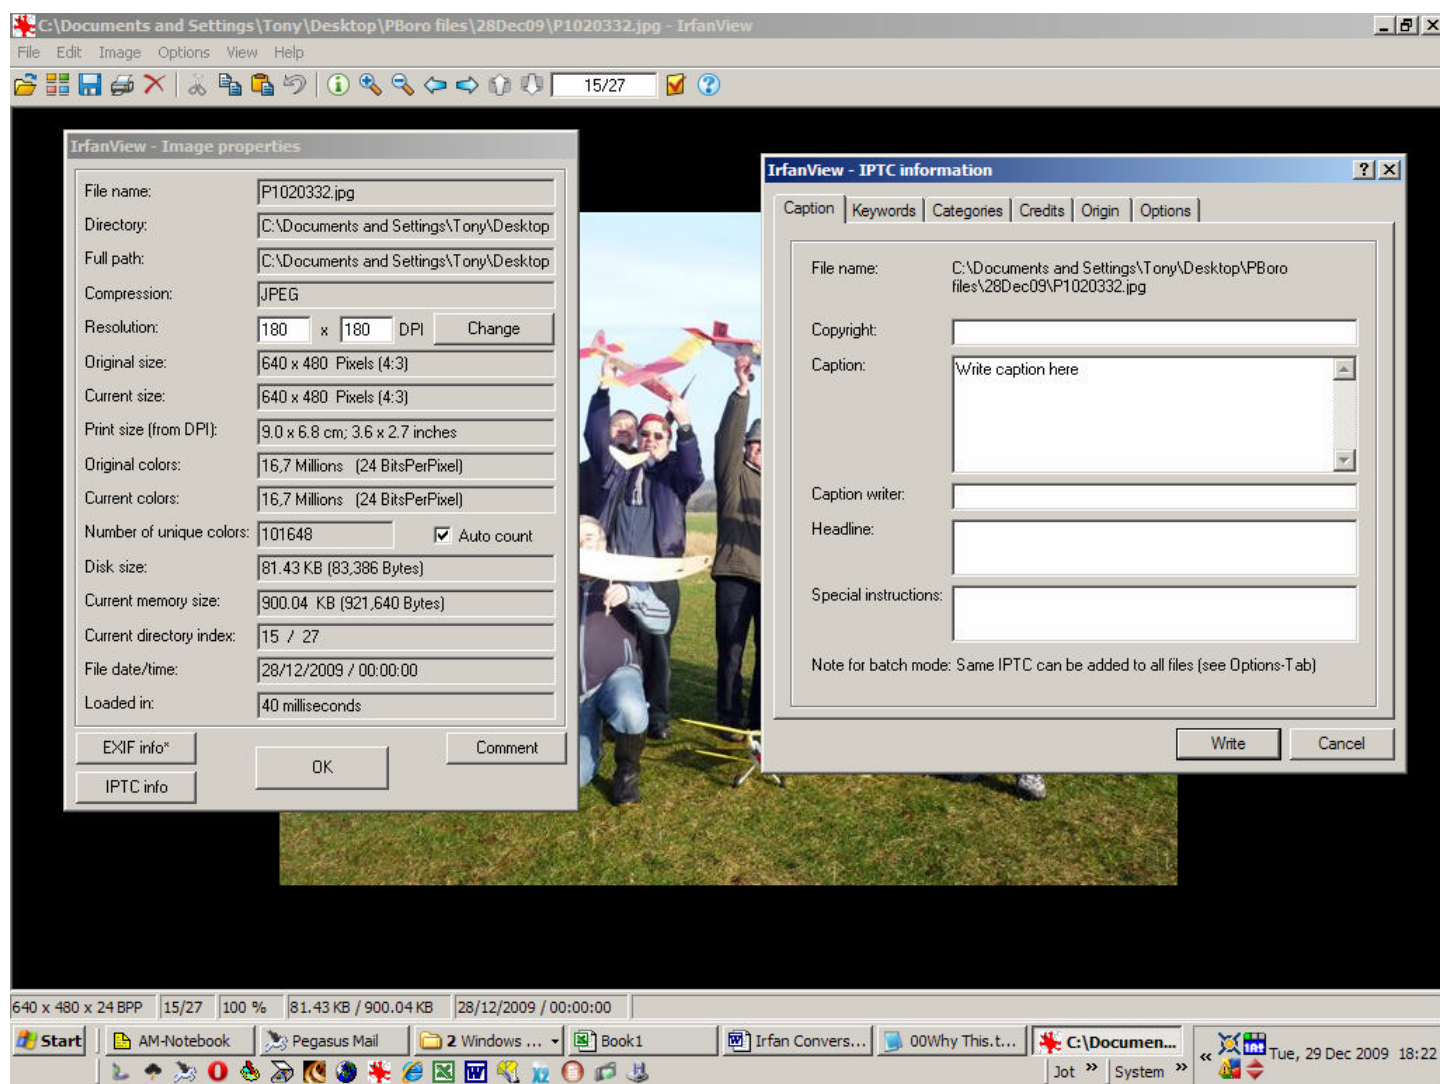 C:\Documents and Settings\Tony\Desktop\PBoro files\28Dec09\P1020332.jpg - IrfanView
File Edit Image Options View Help
15/27
IrfanView - Image properties
File name: P1020332.jpg
Directory: C:\Documents and Settings\Tony\Desktop
Full path: C:\Documents and Settings\Tony\Desktop
Compression: JPEG
Resolution: 180 x 180 DPI Change
Original size: 640 x 480 Pixels (4:3)
Current size: 640 x 480 Pixels (4:3)
Print size (from DPI): 9.0 x 6.8 cm; 3.6 x 2.7 inches
Original colors: 16,7 Millions (24 BitsPerPixel)
Current colors: 16,7 Millions (24 BitsPerPixel)
Number of unique colors: 101648 Auto count
Disk size: 81.43 KB (83,386 Bytes)
Current memory size: 900.04 KB (921,640 Bytes)
Current directory index: 15 / 27
File date/time: 28/12/2009 / 00:00:00
Loaded in: 40 milliseconds
EXIF info*
OK
Comment
IPTC info
IrfanView - IPTC information
Caption Keywords Categories Credits Origin Options
File name: C:\Documents and Settings\Tony\Desktop\PBoro
files\28Dec09\P1020332.jpg
Copyright:
Caption: Write caption here
Caption writer:
Headline:
Special instructions:
Note for batch mode: Same IPTC can be added to all files (see Options-Tab)
Write Cancel
640 x 480 x 24 BPP 15/27 100 % 81.43 KB / 900.04 KB 28/12/2009 / 00:00:00
Start AM-Notebook Pegasus Mail 2 Windows ... Book1 Irfan Convers... 00Why This.t... C:\Documen... « Tue, 29 Dec 2009 18:22
Jot » System »